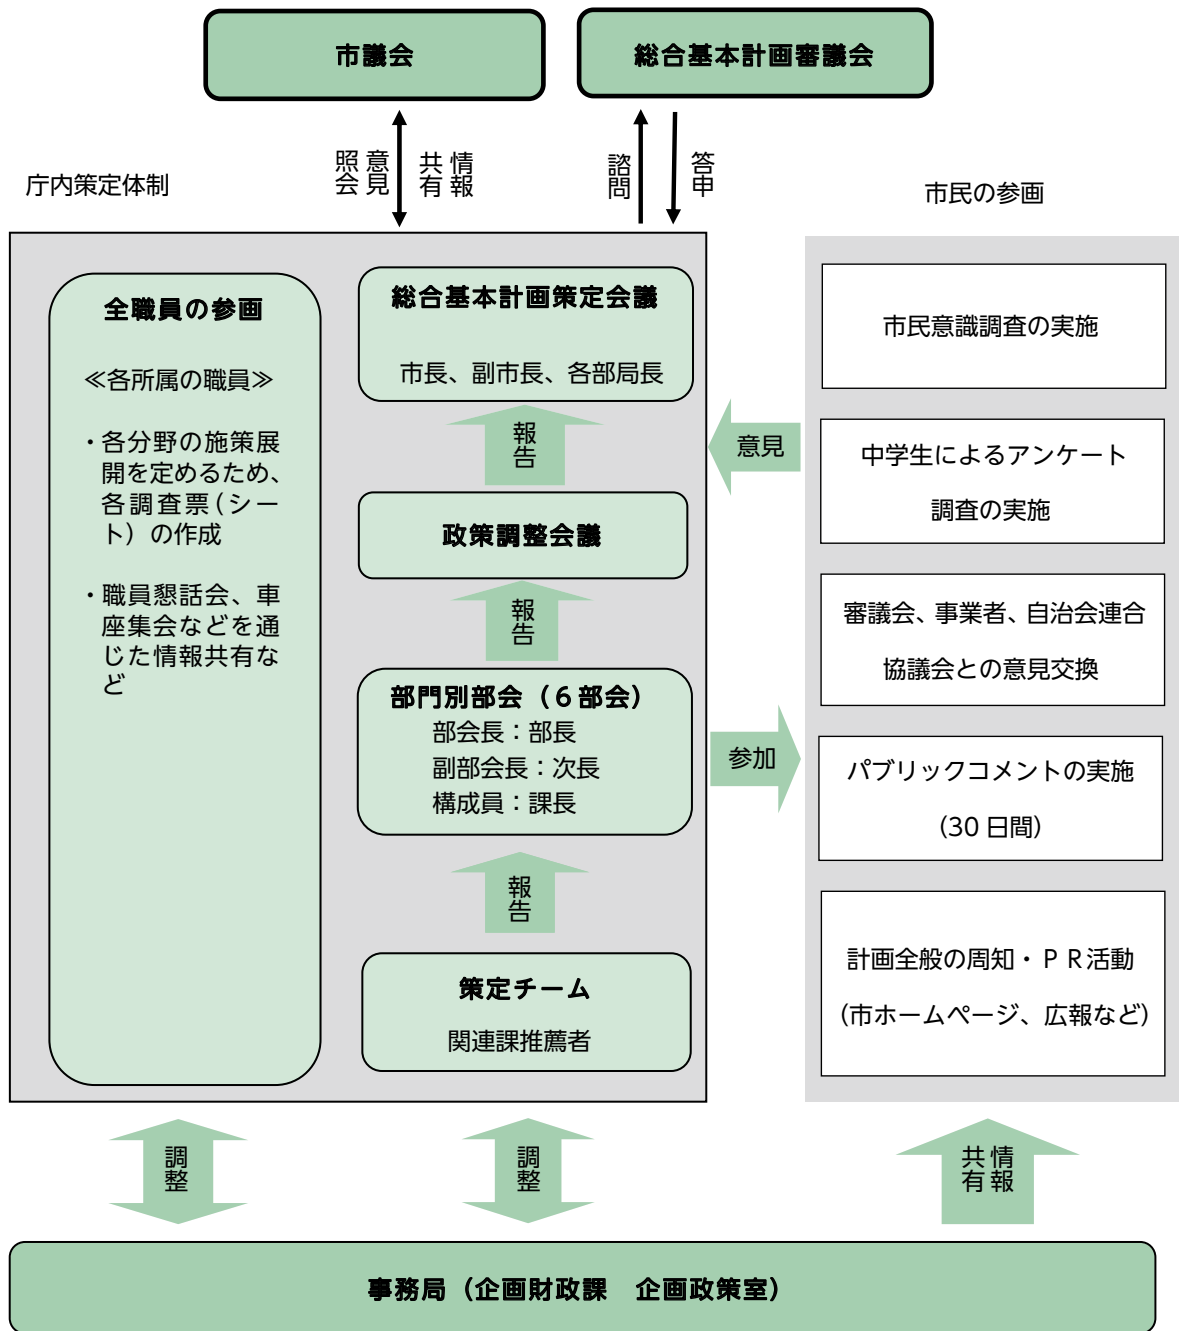 市議会
総合基本計画審議会
意見
照会
情報
共有
諮問
答申
庁内策定体制
市民の参画
全職員の参画
≪各所属の職員≫
・各分野の施策展
開を定めるため、
各調査票(シー
ト）の作成
・職員懇話会、車
座集会などを通
じた情報共有な
ど
総合基本計画策定会議
市長、副市長、各部局長
報告
政策調整会議
報告
部門別部会（６部会）
部会長：部長
副部会長：次長
構成員：課長
報告
策定チーム
関連課推薦者
意見
参加
市民意識調査の実施
中学生によるアンケート
調査の実施
審議会、事業者、自治会連合
協議会との意見交換
パブリックコメントの実施
（30 日間）
計画全般の周知・ＰＲ活動
（市ホームページ、広報など）
調整
調整
情報
共有
事務局（企画財政課　企画政策室）